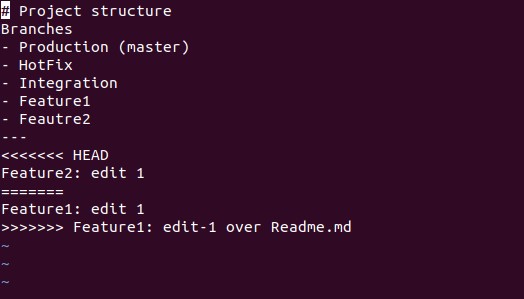 # Project structure
Branches
- Production (master)
- HotFix
- Integration
- Feature1
- Feautre2
---
<<<<<<< HEAD
Feature2: edit 1
=======
Feature1: edit 1
>>>>>>> Feature1: edit-1 over Readme.md
~
~
~